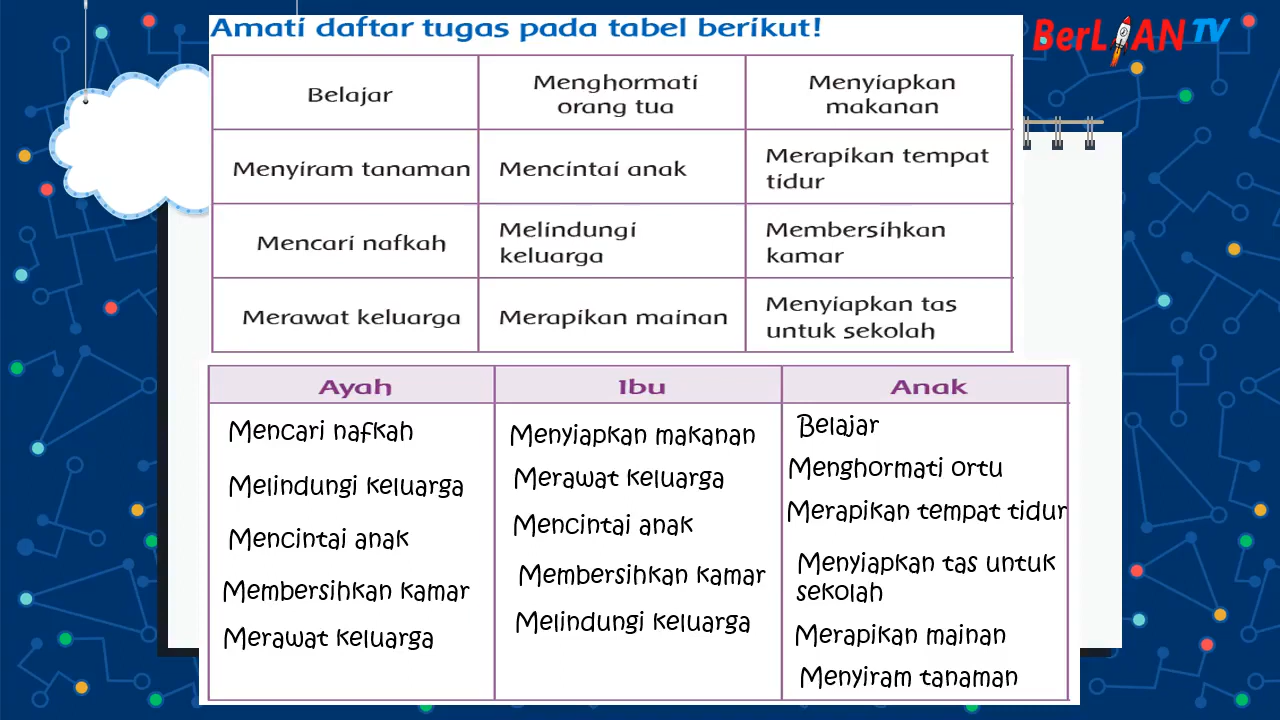 Amati daftar tugas pada tabel berikut!
BerLIAN TV
Belajar
Menghormati
orang tua
Menyiapkan
makanan
Menyiram tanaman
Mencintai anak
Merapikan tempat
tidur
Mencari nafkah
Melindungi
keluarga
Membersihkan
kamar
Merawat keluarga
Merapikan mainan
Menyiapkan tas
untuk sekolah
Ayah
Ibu
Anak
Mencari nafkah
Melindungi keluarga
Mencintai anak
Membersihkan kamar
Merawat keluarga
Menyiapkan makanan
Merawat keluarga
Mencintai anak
Membersihkan kamar
Melindungi keluarga
Belajar
Menghormati ortu
Merapikan tempat tidur
Menyiapkan tas untuk
sekolah
Merapikan mainan
Menyiram tanaman